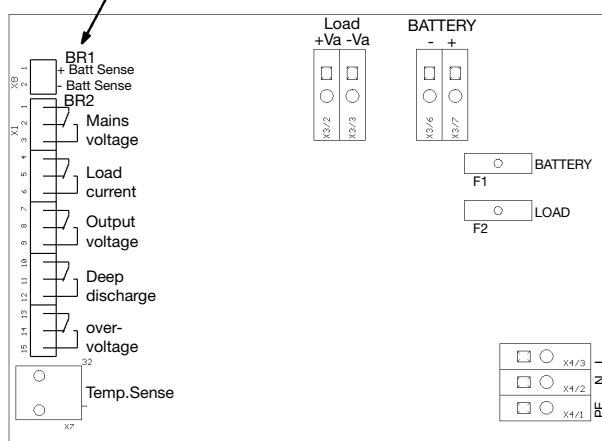 Load
+Va -Va
BATTERY
- +
X3/2
X3/3
X3/6
X3/7
BR1
+ Batt Sense
- Batt Sense
BR2
X8
1
2
X1
1
2
3
Mains
voltage
4
5
6
Load
current
7
8
9
Output
voltage
10
11
12
Deep
discharge
13
14
15
over-
voltage
BATTERY
F1
LOAD
F2
32
Temp.Sense
-
X7
X4/3 L
X4/2 N
X4/1 PE